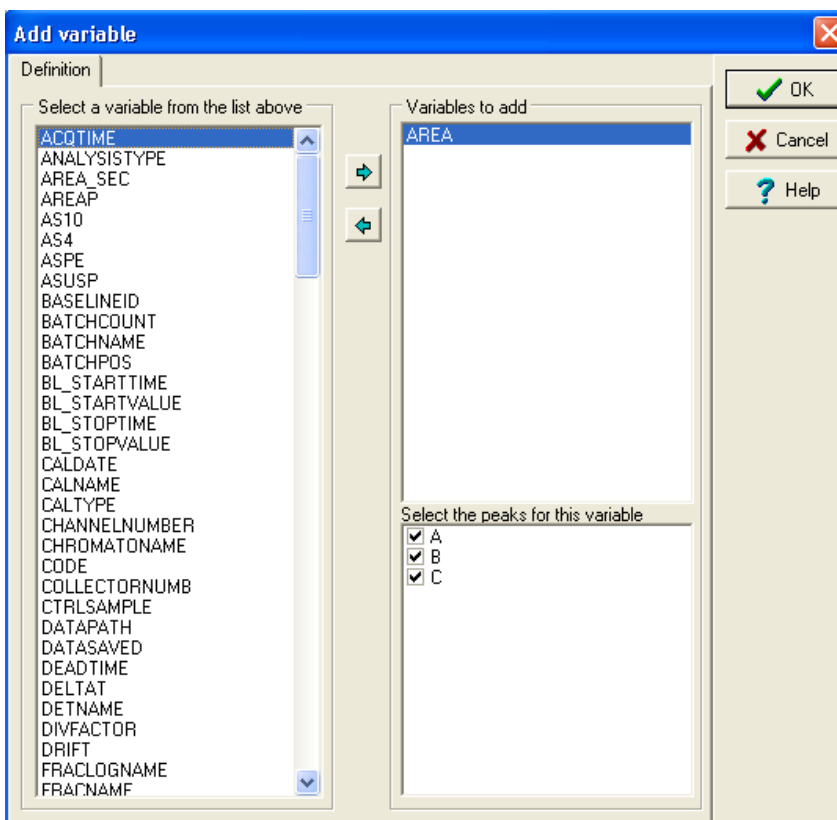 Add variable
Definition
Select a variable from the list above
ACQTIME
ANALYSISTYPE
AREA_SEC
AREAP
AS10
AS4
ASPE
ASUSP
BASELINEID
BATCHCOUNT
BATCHNAME
BATCHPOS
BL_STARTTIME
BL_STARTVALUE
BL_STOPTIME
BL_STOPVALUE
CALDATE
CALNAME
CALTYPE
CHANNELNUMBER
CHROMATONAME
CODE
COLLECTORNUMB
CTRLSAMPLE
DATAPATH
DATASAVED
DEADTIME
DELTAT
DETNAME
DIVFACTOR
DRIFT
FRACLOGNAME
FRACNAME
Variables to add
AREA
Select the peaks for this variable
A
B
C
OK
Cancel
Help